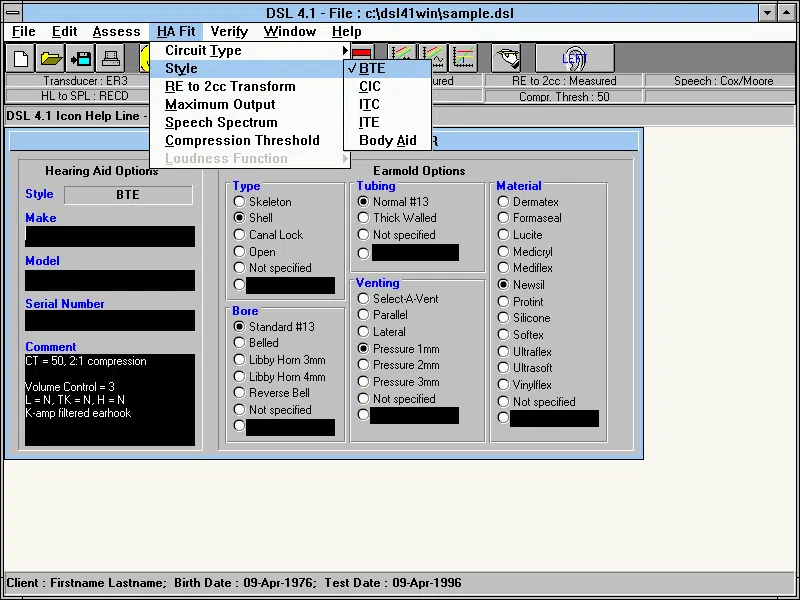 DSL 4.1 - File : c:\dsl41win\sample.dsl
File Edit Assess HA Fit Verify Window Help
Circuit Type
Style
RE to 2cc Transform
Maximum Output
Speech Spectrum
Compression Threshold
Loudness Function
✓BTE
CIC
ITC
ITE
Body Aid
LEFT
Transducer : ER3
RE to 2cc : Measured
Speech : Cox/Moore
HL to SPL : RECD
Compr. Thresh : 50
DSL 4.1 Icon Help Line -
Hearing Aid Options
Style BTE
Make
Model
Serial Number
Comment
CT = 50, 2:1 compression
Volume Control = 3
L = N, TK = N, H = N
K-amp filtered earhook
Earmold Options
Type
Skeleton
Shell
Canal Lock
Open
Not specified
Bore
Standard #13
Belled
Libby Horn 3mm
Libby Horn 4mm
Reverse Bell
Not specified
Tubing
Normal #13
Thick Walled
Not specified
Venting
Select-A-Vent
Parallel
Lateral
Pressure 1mm
Pressure 2mm
Pressure 3mm
Not specified
Material
Dermatex
Formaseal
Lucite
Medicryl
Mediflex
Newsil
Protint
Silicone
Softex
Ultraflex
Ultrasoft
Vinylflex
Not specified
Client : Firstname Lastname; Birth Date : 09-Apr-1976; Test Date : 09-Apr-1996